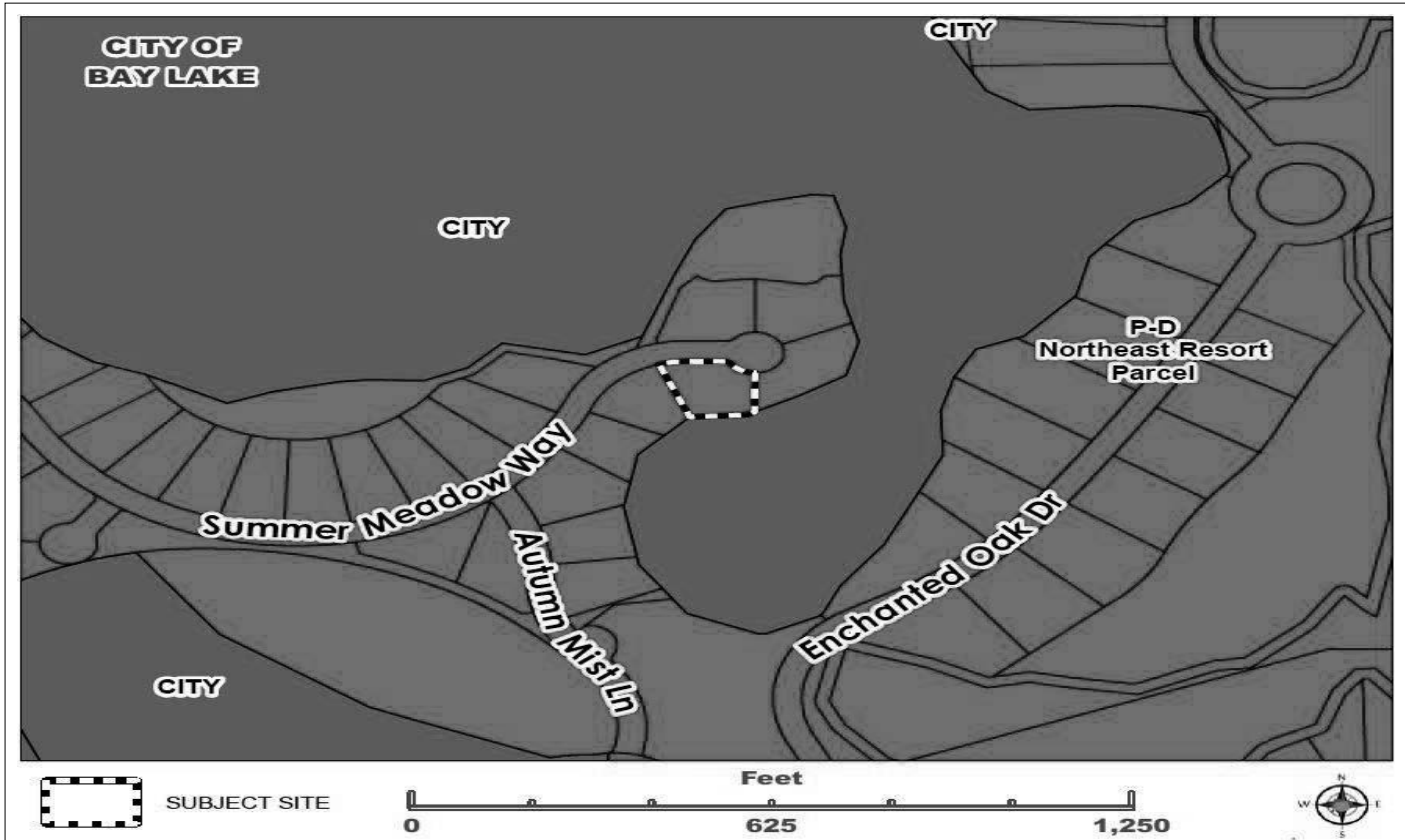 CITY OF
BAY LAKE
CITY
CITY
P-D
Northeast Resort
Parcel
Summer Meadow Way
Autumn Mist Ln
Enchanted Oak Dr
CITY
SUBJECT SITE
Feet
0 625 1,250
N
W E
S